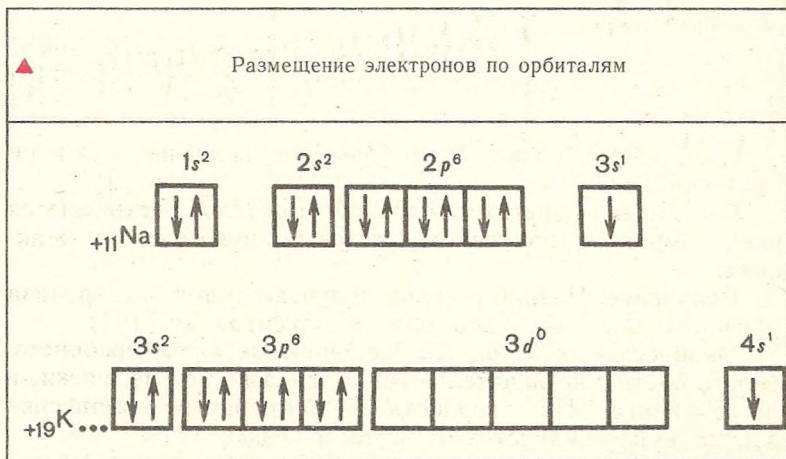 Размещение электронов по орбиталям
1s² 2s² 2p⁶ 3s¹
₊₁₁Na
3s² 3p⁶ 3d⁰ 4s¹
₊₁₉K...